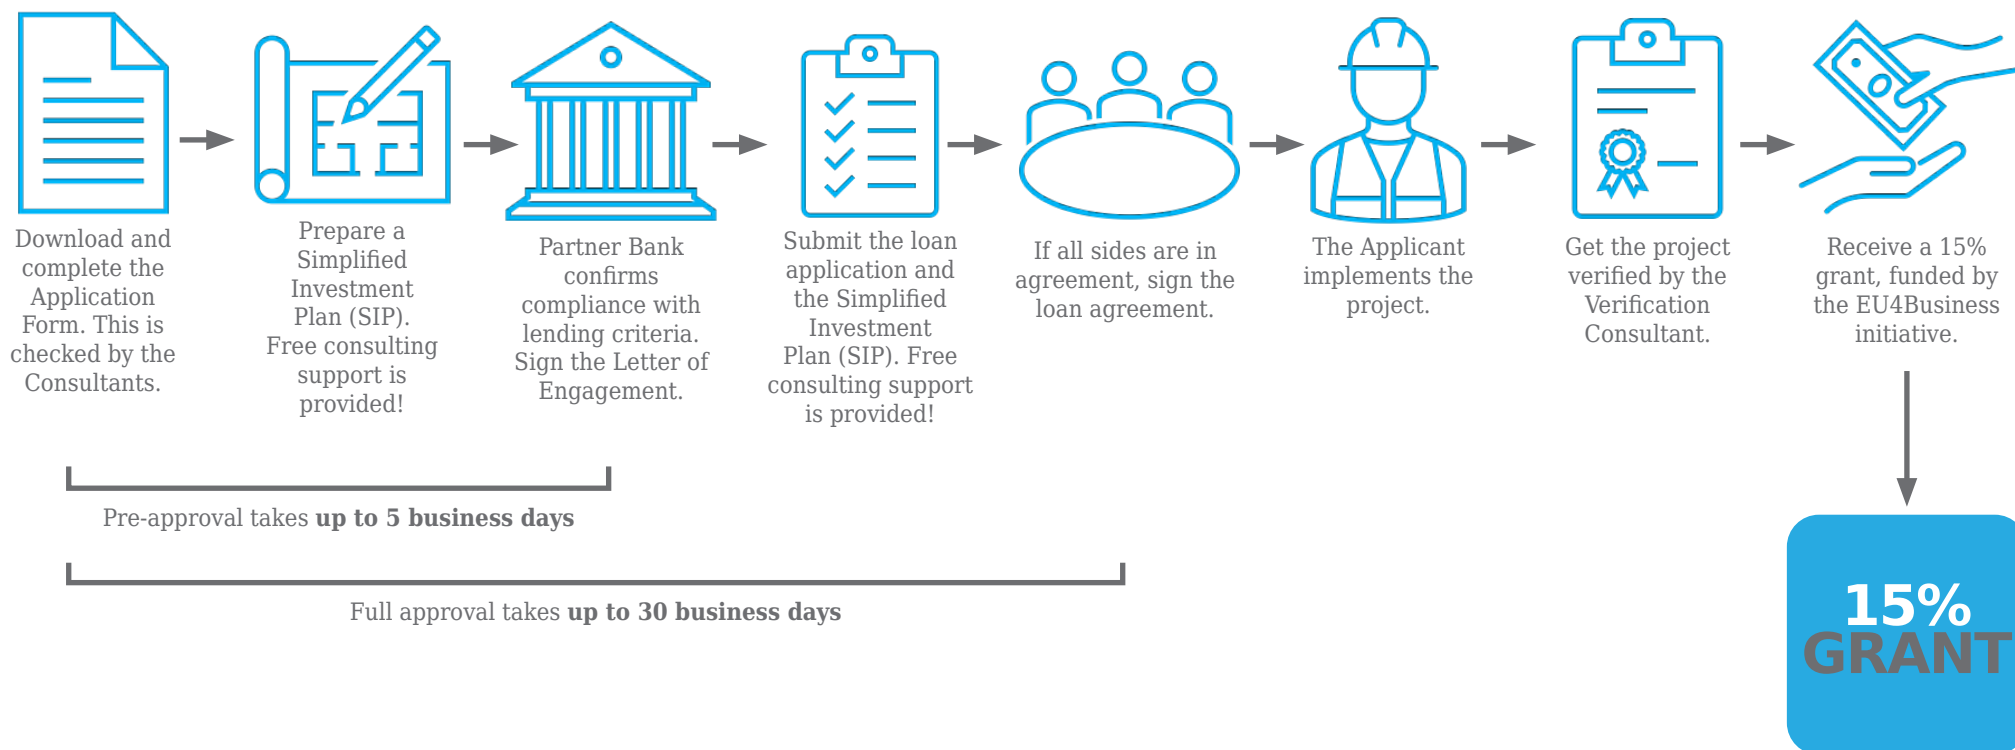 Download and
complete the
Application
Form. This is
checked by the
Consultants.
Prepare a
Simplified
Investment
Plan (SIP).
Free consulting
support is
provided!
Partner Bank
confirms
compliance with
lending criteria.
Sign the Letter of
Engagement.
Submit the loan
application and
the Simplified
Investment
Plan (SIP). Free
consulting support
is provided!
If all sides are in
agreement, sign the
loan agreement.
The Applicant
implements the
project.
Get the project
verified by the
Verification
Consultant.
Receive a 15%
grant, funded by
the EU4Business
initiative.
Pre-approval takes up to 5 business days
Full approval takes up to 30 business days
15%
GRANT